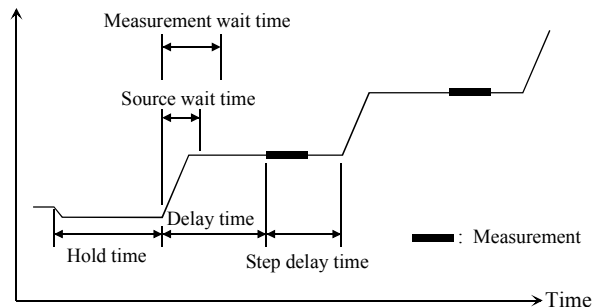 Measurement wait time
Source wait time
Delay time
Hold time
Step delay time
: Measurement
Time